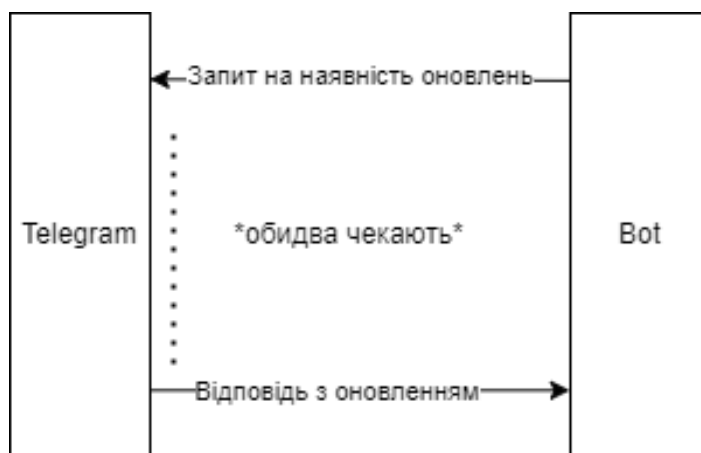 Запит на наявність оновлень
Telegram
*обидва чекають*
Bot
Відповідь з оновленням